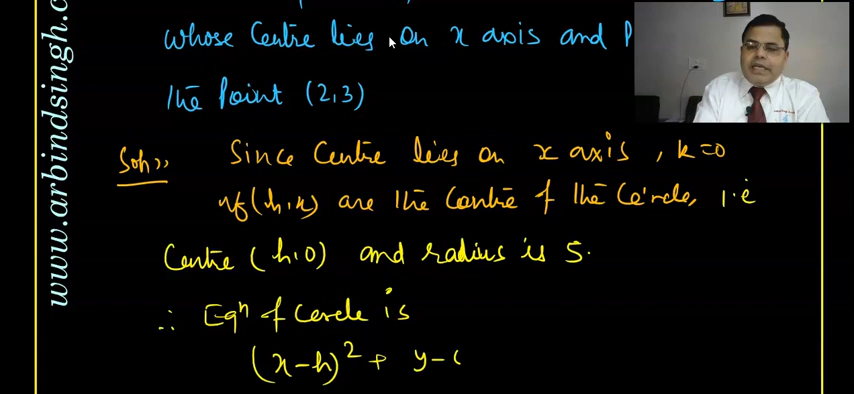 whose Centre lies on x axis and P
the Point (2,3)
Soln>> Since Centre lies on x axis, k=0
if (h,k) are the Centre of the Circle, i.e
Centre (h,0) and radius is 5.
∴ Eqn of Circle is
(x-h)² + y-(
www.arbindsingh.c